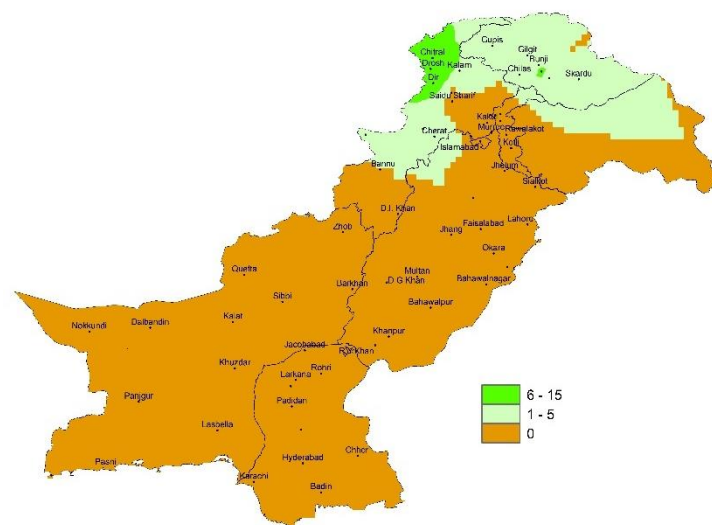 Chitral
Drosh
Dir
Kalam
Gupis
Gilgit
Runji
Chilas
Skardu
Saidu Sharif
Cherat
Kakul
Murree
Rawalkot
Islamabad
Kotli
Bannu
Jhelum
Sialkot
D.I. Khan
Zhob
Jhang
Faisalabad
Lahore
Okara
Quetta
Sibbi
Barkhan
Multan
D G Khan
Bahawalnagar
Bahawalpur
Nokkundi
Dalbandin
Kalat
Khanpur
Jacobabad
Khuzdar
Larkana
Rohri
Panjgur
Padidan
Lasbella
Pasni
Hyderabad
Chhor
Karachi
Badin
6 - 15
1 - 5
0